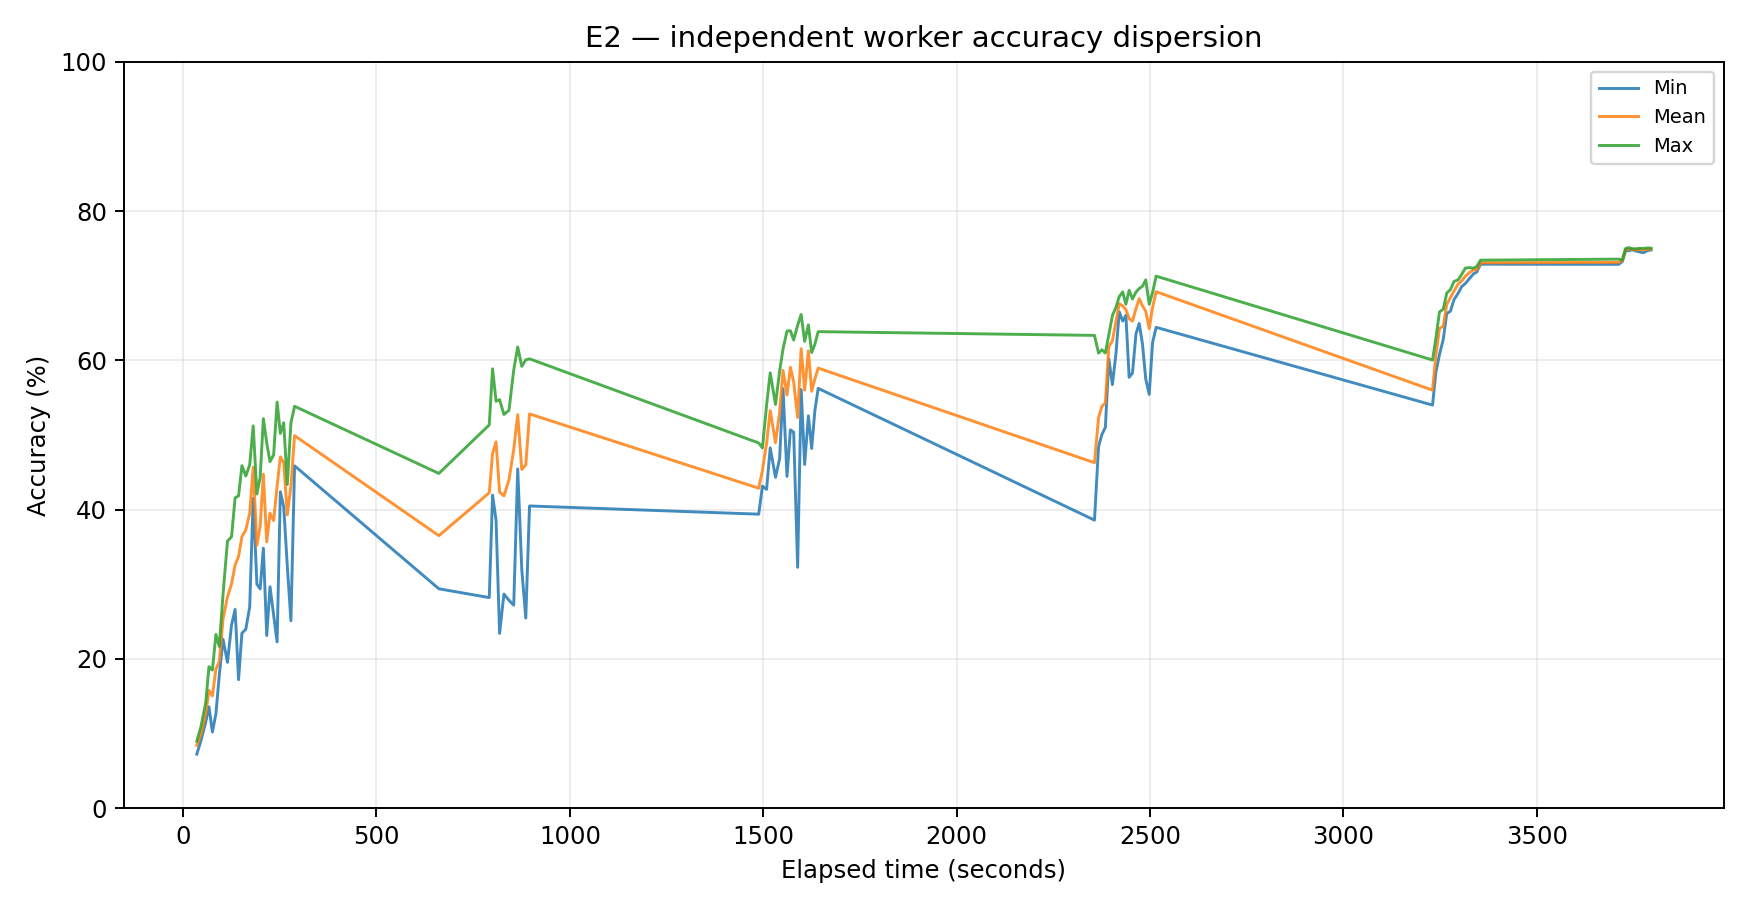 E2 — independent worker accuracy dispersion
100
80
60
40
20
0
Accuracy (%)
Min
Mean
Max
0 500 1000 1500 2000 2500 3000 3500
Elapsed time (seconds)